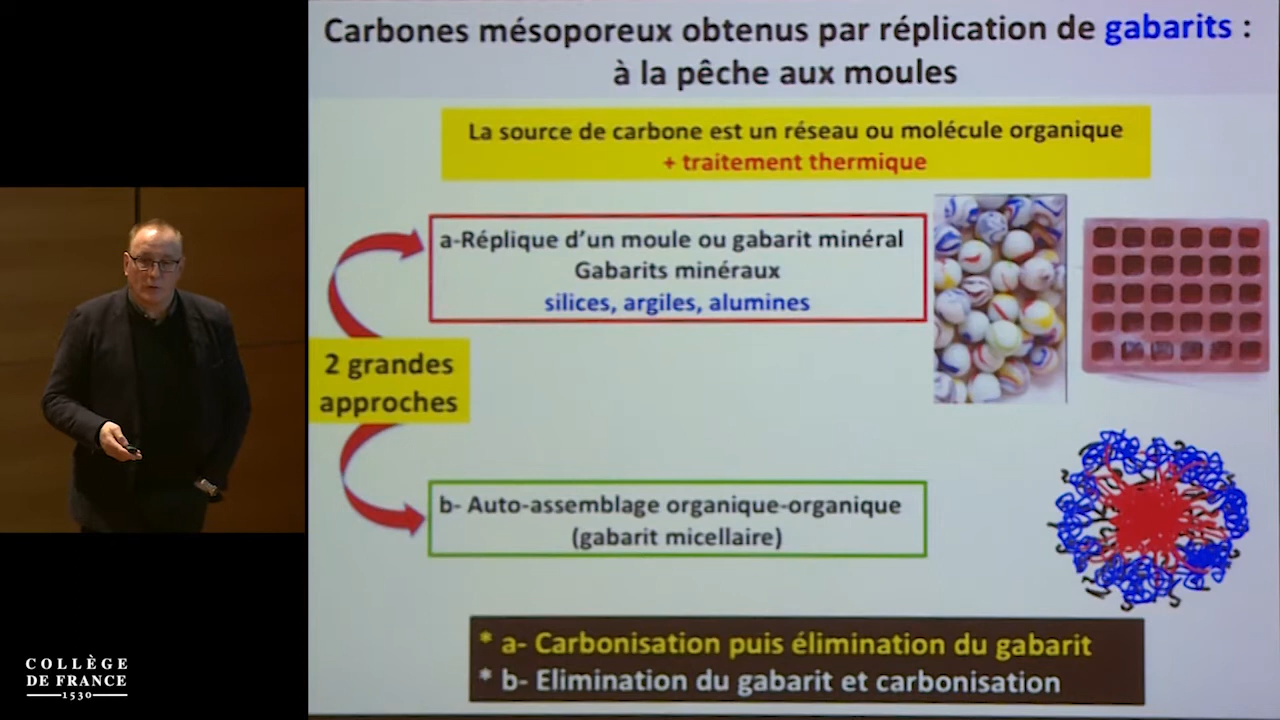 Carbones mésoporeux obtenus par réplication de gabarits :
à la pêche aux moules
La source de carbone est un réseau ou molécule organique
+ traitement thermique
a-Réplique d'un moule ou gabarit minéral
Gabarits minéraux
silices, argiles, alumines
2 grandes
approches
b- Auto-assemblage organique-organique
(gabarit micellaire)
* a- Carbonisation puis élimination du gabarit
* b- Elimination du gabarit et carbonisation
COLLÈGE
DE FRANCE
1530